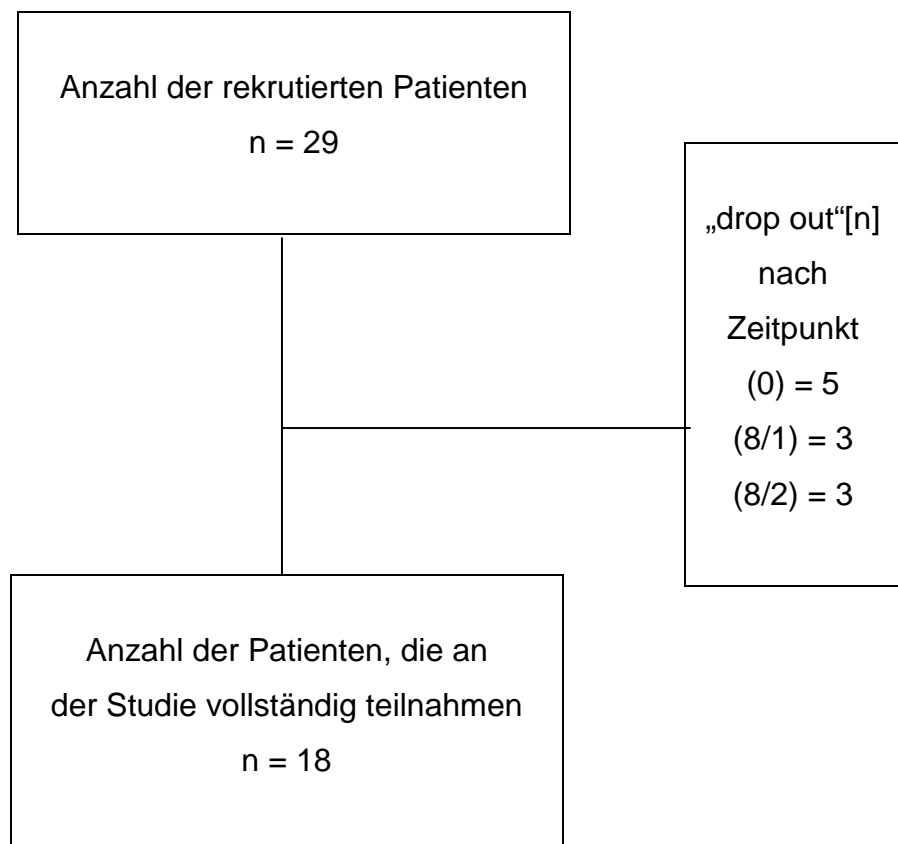 Anzahl der rekrutierten Patienten
n = 29
„drop out“[n]
nach
Zeitpunkt
(0) = 5
(8/1) = 3
(8/2) = 3
Anzahl der Patienten, die an
der Studie vollständig teilnahmen
n = 18